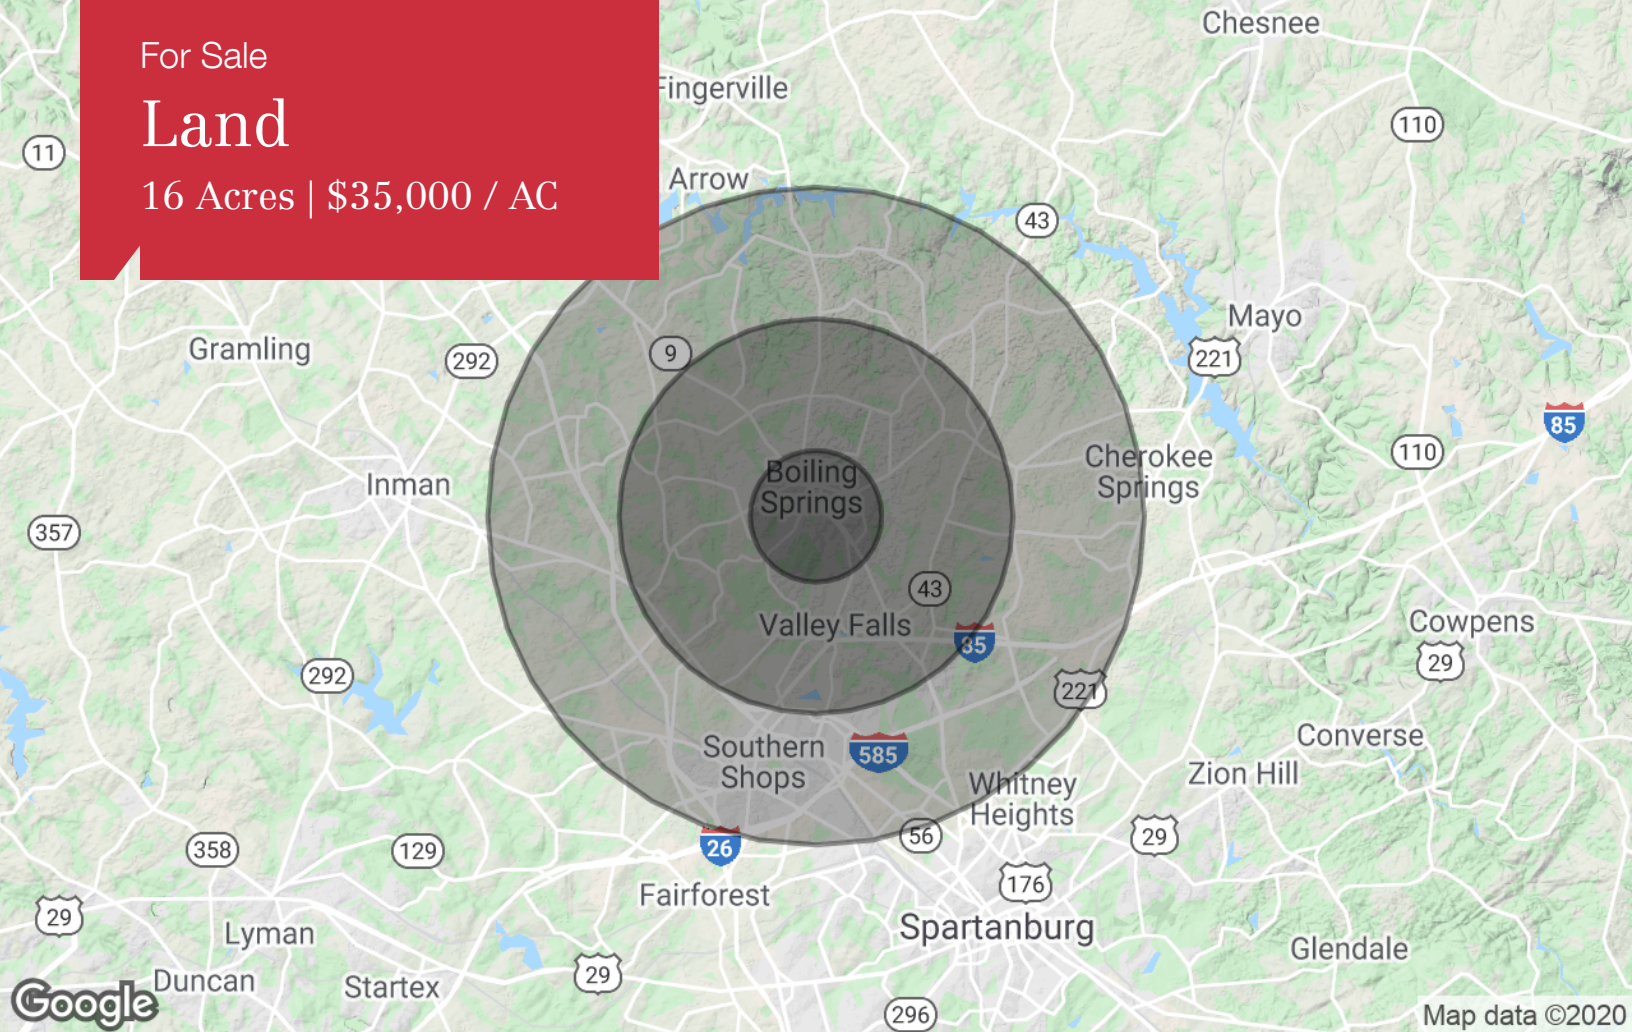 For Sale
Land
16 Acres | $35,000 / AC
Chesnee
Fingerville
110
11
Arrow
43
Mayo
Gramling
292
9
221
85
Inman
Boiling
Springs
Cherokee
Springs
110
357
43
Valley Falls
85
Cowpens
29
292
221
Southern
Shops
585
Converse
Whitney
Heights
Zion Hill
358
129
26
56
29
Fairforest
176
29
Lyman
Spartanburg
Glendale
Duncan
Startex
29
Google
296
Map data ©2020